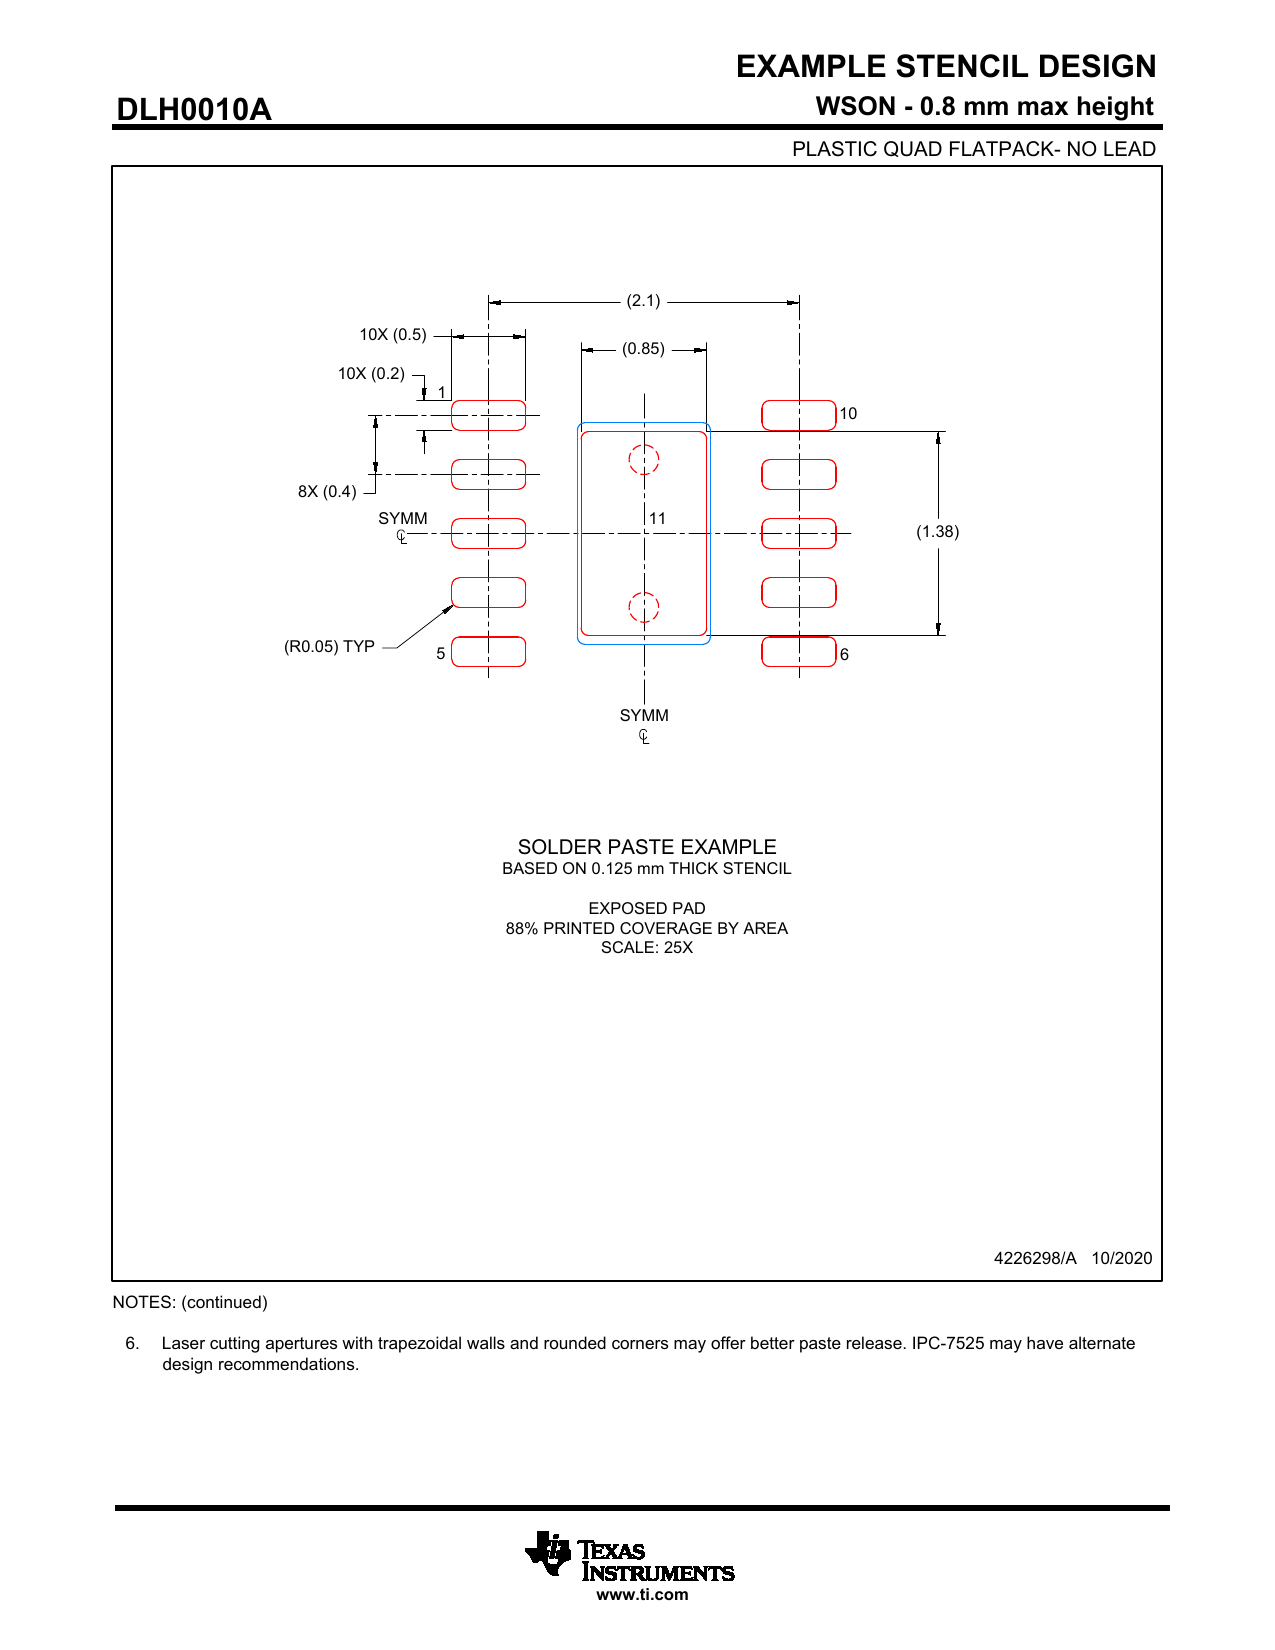 EXAMPLE STENCIL DESIGN
DLH0010A
WSON - 0.8 mm max height
PLASTIC QUAD FLATPACK- NO LEAD
(2.1)
10X (0.5)
(0.85)
10X (0.2)
1
10
8X (0.4)
SYMM
℄
11
(1.38)
(R0.05) TYP
5
6
SYMM
℄
SOLDER PASTE EXAMPLE
BASED ON 0.125 mm THICK STENCIL
EXPOSED PAD
88% PRINTED COVERAGE BY AREA
SCALE: 25X
4226298/A 10/2020
NOTES: (continued)
6. Laser cutting apertures with trapezoidal walls and rounded corners may offer better paste release. IPC-7525 may have alternate
design recommendations.
TEXAS
INSTRUMENTS
www.ti.com